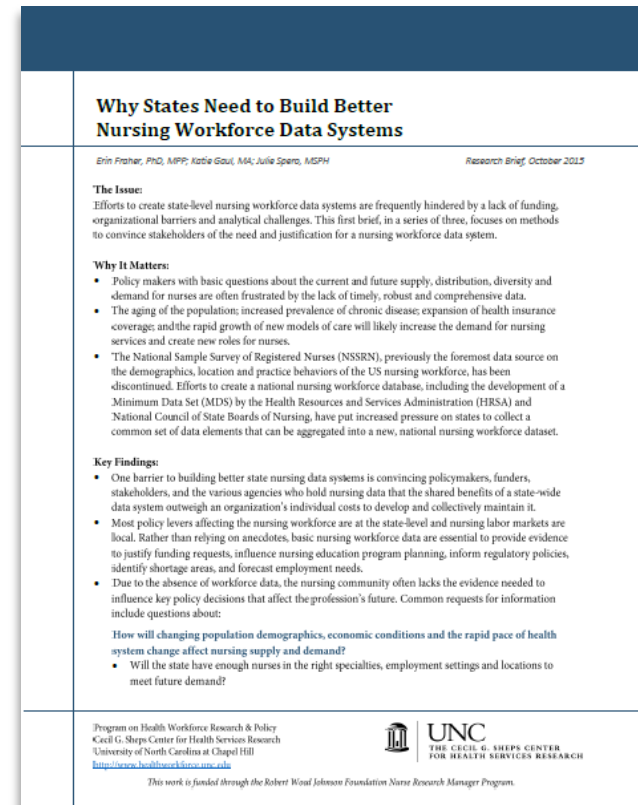 Why States Need to Build Better
Nursing Workforce Data Systems
Erin Fraher, PhD, MPP; Katie Gaul, MA; Julie Spero, MSPH Research Brief, October 2015
The Issue:
Efforts to create state-level nursing workforce data systems are frequently hindered by a lack of funding,
organizational barriers and analytical challenges. This first brief, in a series of three, focuses on methods
to convince stakeholders of the need and justification for a nursing workforce data system.
Why It Matters:
• Policy makers with basic questions about the current and future supply, distribution, diversity and
demand for nurses are often frustrated by the lack of timely, robust and comprehensive data.
• The aging of the population; increased prevalence of chronic disease; expansion of health insurance
coverage; and the rapid growth of new models of care will likely increase the demand for nursing
services and create new roles for nurses.
• The National Sample Survey of Registered Nurses (NSSRN), previously the foremost data source on
the demographics, location and practice behaviors of the US nursing workforce, has been
discontinued. Efforts to create a national nursing workforce database, including the development of a
Minimum Data Set (MDS) by the Health Resources and Services Administration (HRSA) and
National Council of State Boards of Nursing, have put increased pressure on states to collect a
common set of data elements that can be aggregated into a new, national nursing workforce dataset.
Key Findings:
• One barrier to building better state nursing data systems is convincing policymakers, funders,
stakeholders, and the various agencies who hold nursing data that the shared benefits of a state-wide
data system outweigh an organization's individual costs to develop and collectively maintain it.
• Most policy levers affecting the nursing workforce are at the state-level and nursing labor markets are
local. Rather than relying on anecdotes, basic nursing workforce data are essential to provide evidence
to justify funding requests, influence nursing education program planning, inform regulatory policies,
identify shortage areas, and forecast employment needs.
• Due to the absence of workforce data, the nursing community often lacks the evidence needed to
influence key policy decisions that affect the profession's future. Common requests for information
include questions about:
How will changing population demographics, economic conditions and the rapid pace of health
system change affect nursing supply and demand?
• Will the state have enough nurses in the right specialties, employment settings and locations to
meet future demand?
Program on Health Workforce Research & Policy
Cecil G. Sheps Center for Health Services Research
University of North Carolina at Chapel Hill
http://www.healthworkforce.unc.edu
UNC
THE CECIL G. SHEPS CENTER
FOR HEALTH SERVICES RESEARCH
This work is funded through the Robert Wood Johnson Foundation Nurse Research Manager Program.